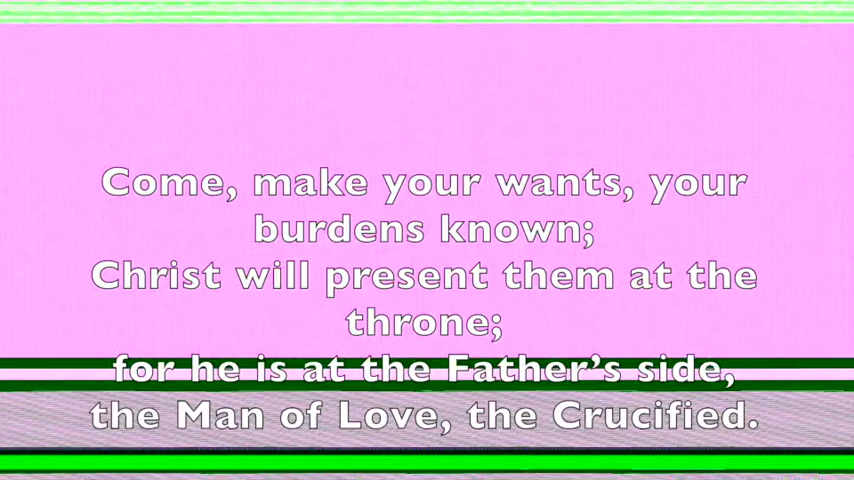 Come, make your wants, your
burdens known;
Christ will present them at the
throne;
for he is at the Father’s side,
the Man of Love, the Crucified.